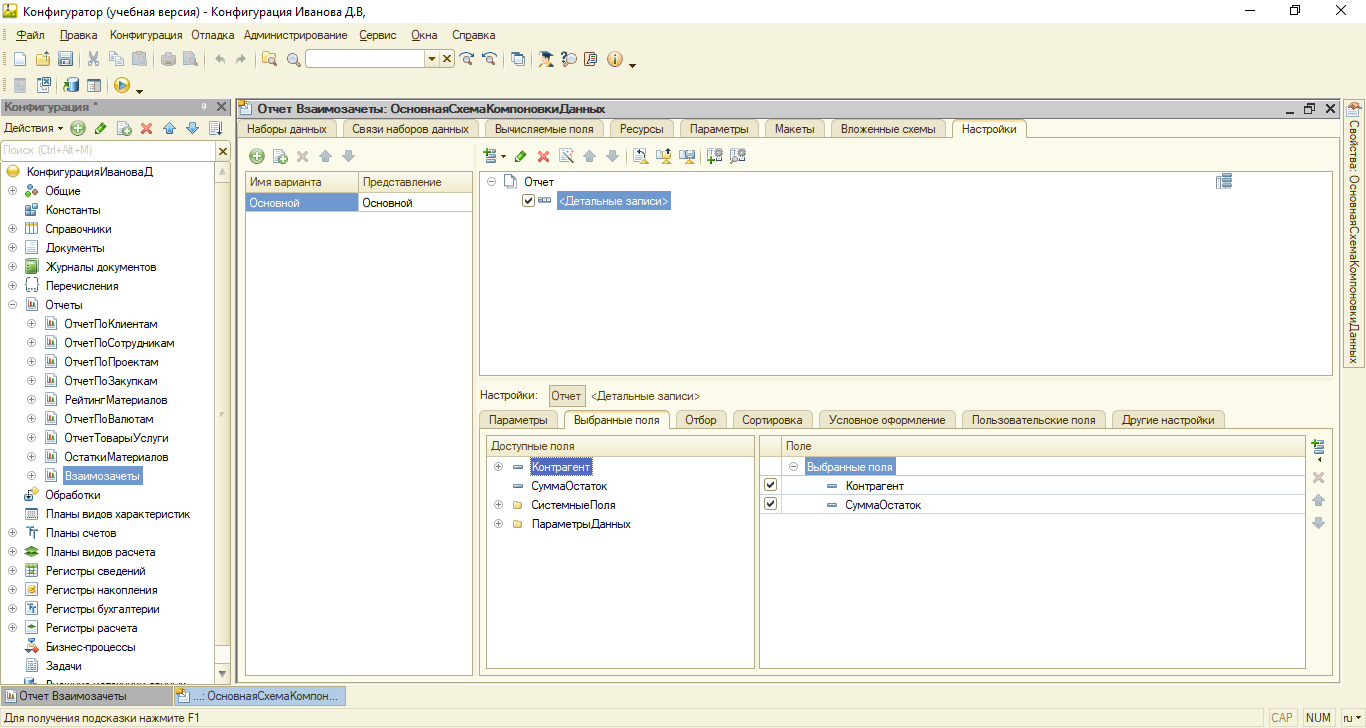 Конфигуратор (учебная версия) - Конфигурация Иванова Д.В,
Файл Правка Конфигурация Отладка Администрирование Сервис Окна Справка
Конфигурация *
Действия
Поиск (Ctrl+Alt+M)
КонфигурацияИвановаД
Общие
Константы
Справочники
Документы
Журналы документов
Перечисления
Отчеты
ОтчетПоКлиентам
ОтчетПоСотрудникам
ОтчетПоПроектам
ОтчетПоЗакупкам
РейтингМатериалов
ОтчетПоВалютам
ОтчетТоварыУслуги
ОстаткиМатериалов
Взаимозачеты
Обработки
Планы видов характеристик
Планы счетов
Планы видов расчета
Регистры сведений
Регистры накопления
Регистры бухгалтерии
Регистры расчета
Бизнес-процессы
Задачи
Отчет Взаимозачеты: ОсновнаяСхемаКомпоновкиДанных
Наборы данных Связи наборов данных Вычисляемые поля Ресурсы Параметры Макеты Вложенные схемы Настройки
Имя варианта Представление
Основной Основной
Отчет
<Детальные записи>
Настройки: Отчет <Детальные записи>
Параметры Выбранные поля Отбор Сортировка Условное оформление Пользовательские поля Другие настройки
Доступные поля
Контрагент
СуммаОстаток
СистемныеПоля
ПараметрыДанных
Поле
Выбранные поля
Контрагент
СуммаОстаток
Свойства: ОсновнаяСхемаКомпоновкиДанных
Отчет Взаимозачеты
...: ОсновнаяСхемаКомпон...
Для получения подсказки нажмите F1
CAP NUM ru